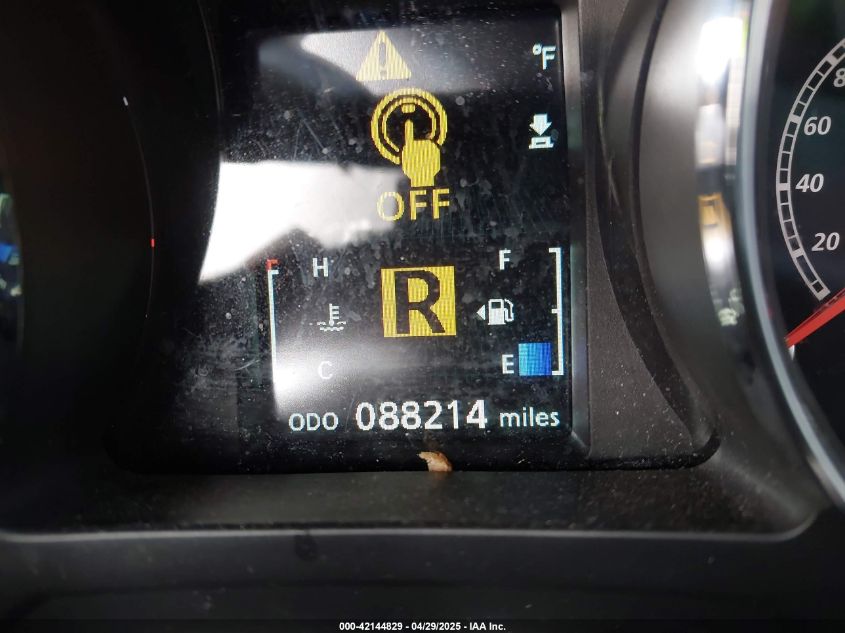 °F
80
60
OFF
40
H F
20
R
C E
ODO 088214 miles
000-42144829 / 04/29/2025 - IAA Inc.